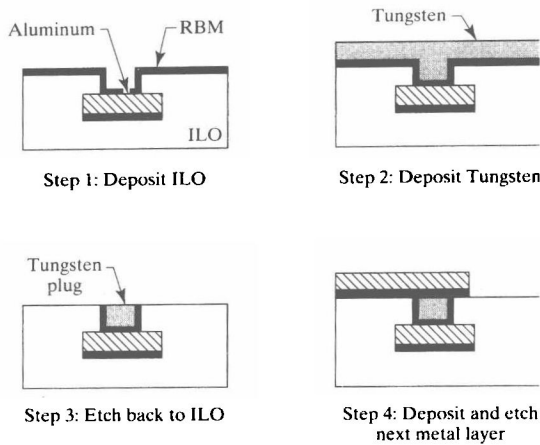 Aluminum
RBM
ILO
Step 1: Deposit ILO
Tungsten
Step 2: Deposit Tungsten
Tungsten
plug
Step 3: Etch back to ILO
Step 4: Deposit and etch
next metal layer